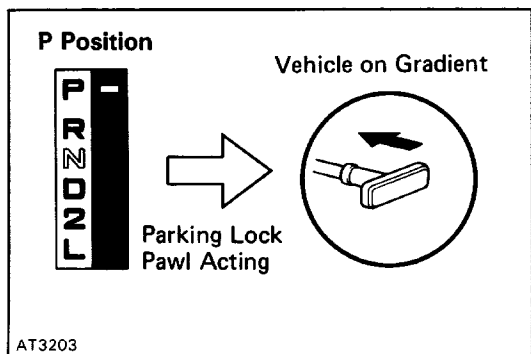 P Position
Vehicle on Gradient
P
R
N
D
2
L
Parking Lock
Pawl Acting
AT3203